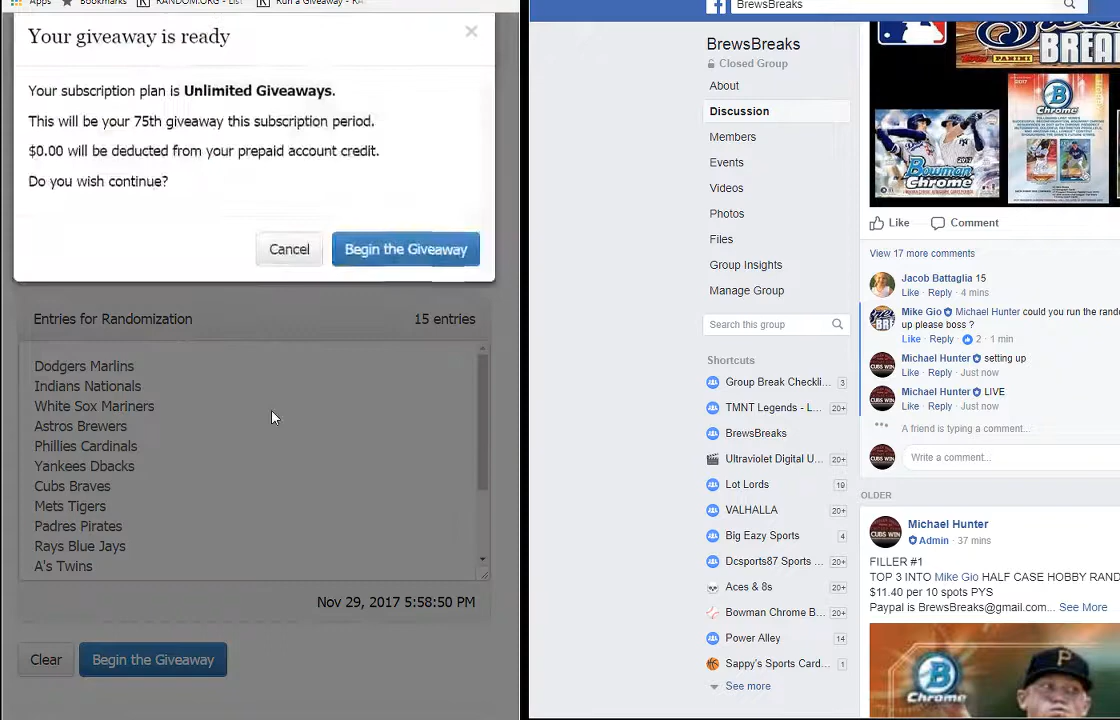 Apps
Bookmarks
RANDOM.ORG - List
Run a Giveaway - RA
Your giveaway is ready
×
Your subscription plan is Unlimited Giveaways.
This will be your 75th giveaway this subscription period.
$0.00 will be deducted from your prepaid account credit.
Do you wish continue?
Cancel
Begin the Giveaway
Entries for Randomization
15 entries
Dodgers Marlins
Indians Nationals
White Sox Mariners
Astros Brewers
Phillies Cardinals
Yankees Dbacks
Cubs Braves
Mets Tigers
Padres Pirates
Rays Blue Jays
A's Twins
Nov 29, 2017 5:58:50 PM
Clear
Begin the Giveaway
BrewsBreaks
BrewsBreaks
Closed Group
About
Discussion
Members
Events
Videos
Photos
Files
Group Insights
Manage Group
Search this group
Shortcuts
Group Break Checkli... 3
TMNT Legends - L... 20+
BrewsBreaks
Ultraviolet Digital U... 20+
Lot Lords 19
VALHALLA 20+
Big Eazy Sports 4
Dcsports87 Sports ... 20+
Aces & 8s 20+
Bowman Chrome B... 20+
Power Alley 14
Sappy's Sports Card... 1
See more
BREAK
TOPPS PANINI
2017
Bowman
Chrome
Chrome
Like
Comment
View 17 more comments
Jacob Battaglia 15
Like · Reply · 4 mins
Mike Gio Michael Hunter could you run the rand
up please boss ?
Like · Reply · 2 · 1 min
Michael Hunter setting up
Like · Reply · Just now
Michael Hunter LIVE
Like · Reply · Just now
A friend is typing a comment...
Write a comment...
OLDER
CUBS WIN
Michael Hunter
Admin · 37 mins
FILLER #1
TOP 3 INTO Mike Gio HALF CASE HOBBY RAND
$11.40 per 10 spots PYS
Paypal is BrewsBreaks@gmail.com... See More
Chrome
P